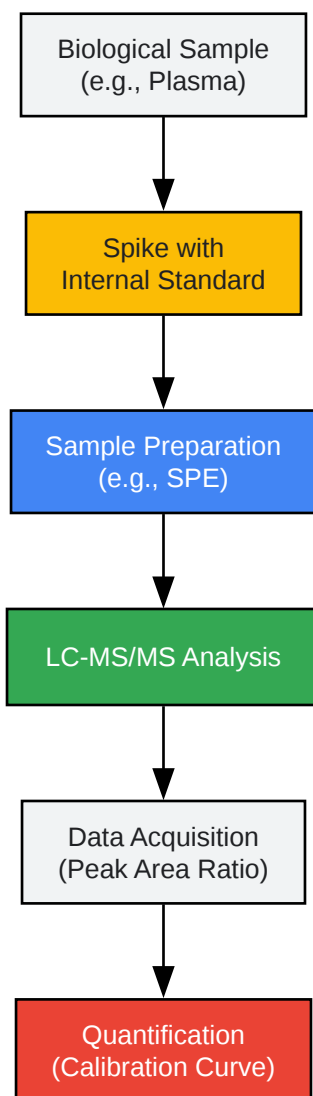 Biological Sample
(e.g., Plasma)
Spike with
Internal Standard
Sample Preparation
(e.g., SPE)
LC-MS/MS Analysis
Data Acquisition
(Peak Area Ratio)
Quantification
(Calibration Curve)